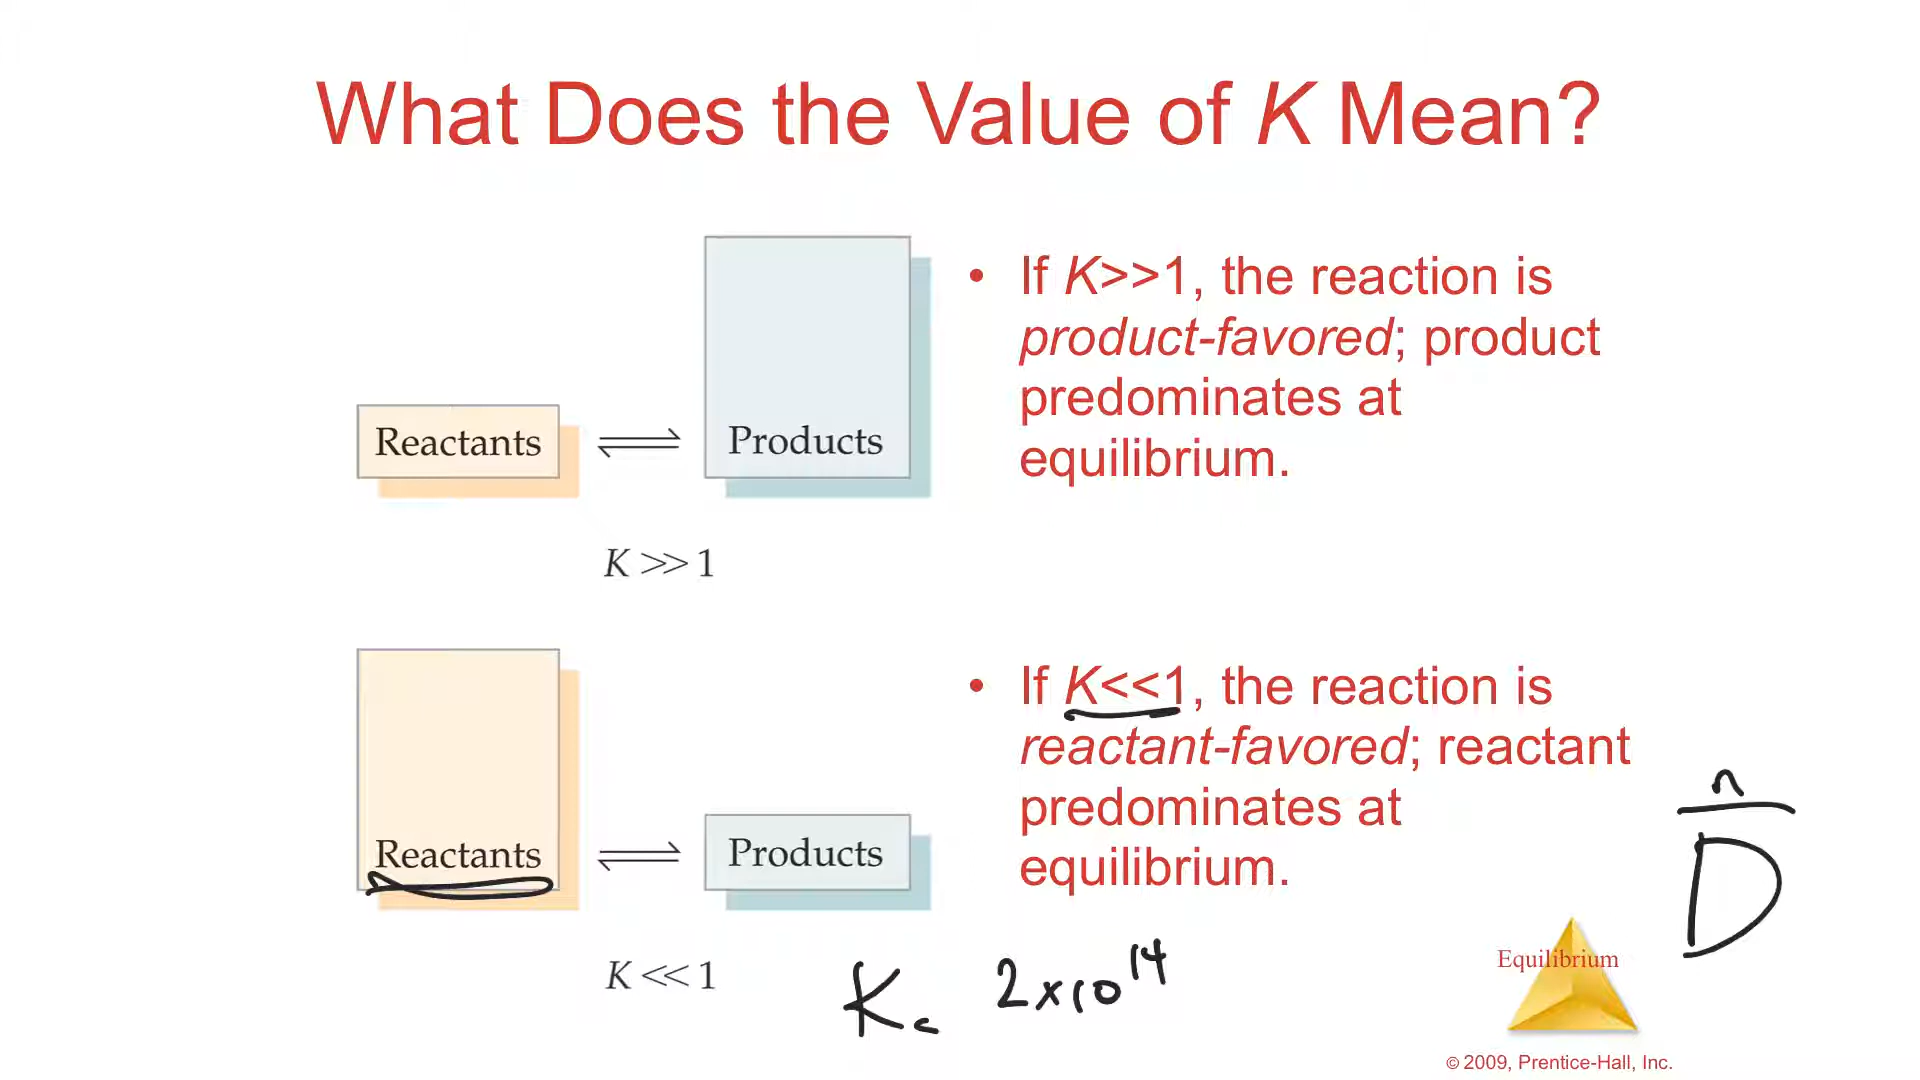 What Does the Value of K Mean?
Reactants
Products
K >> 1
• If K>>1, the reaction is
product-favored; product
predominates at
equilibrium.
Reactants
Products
K << 1
• If K<<1, the reaction is
reactant-favored; reactant
predominates at
equilibrium.
n
D
Kc 2x10^14
Equilibrium
© 2009, Prentice-Hall, Inc.